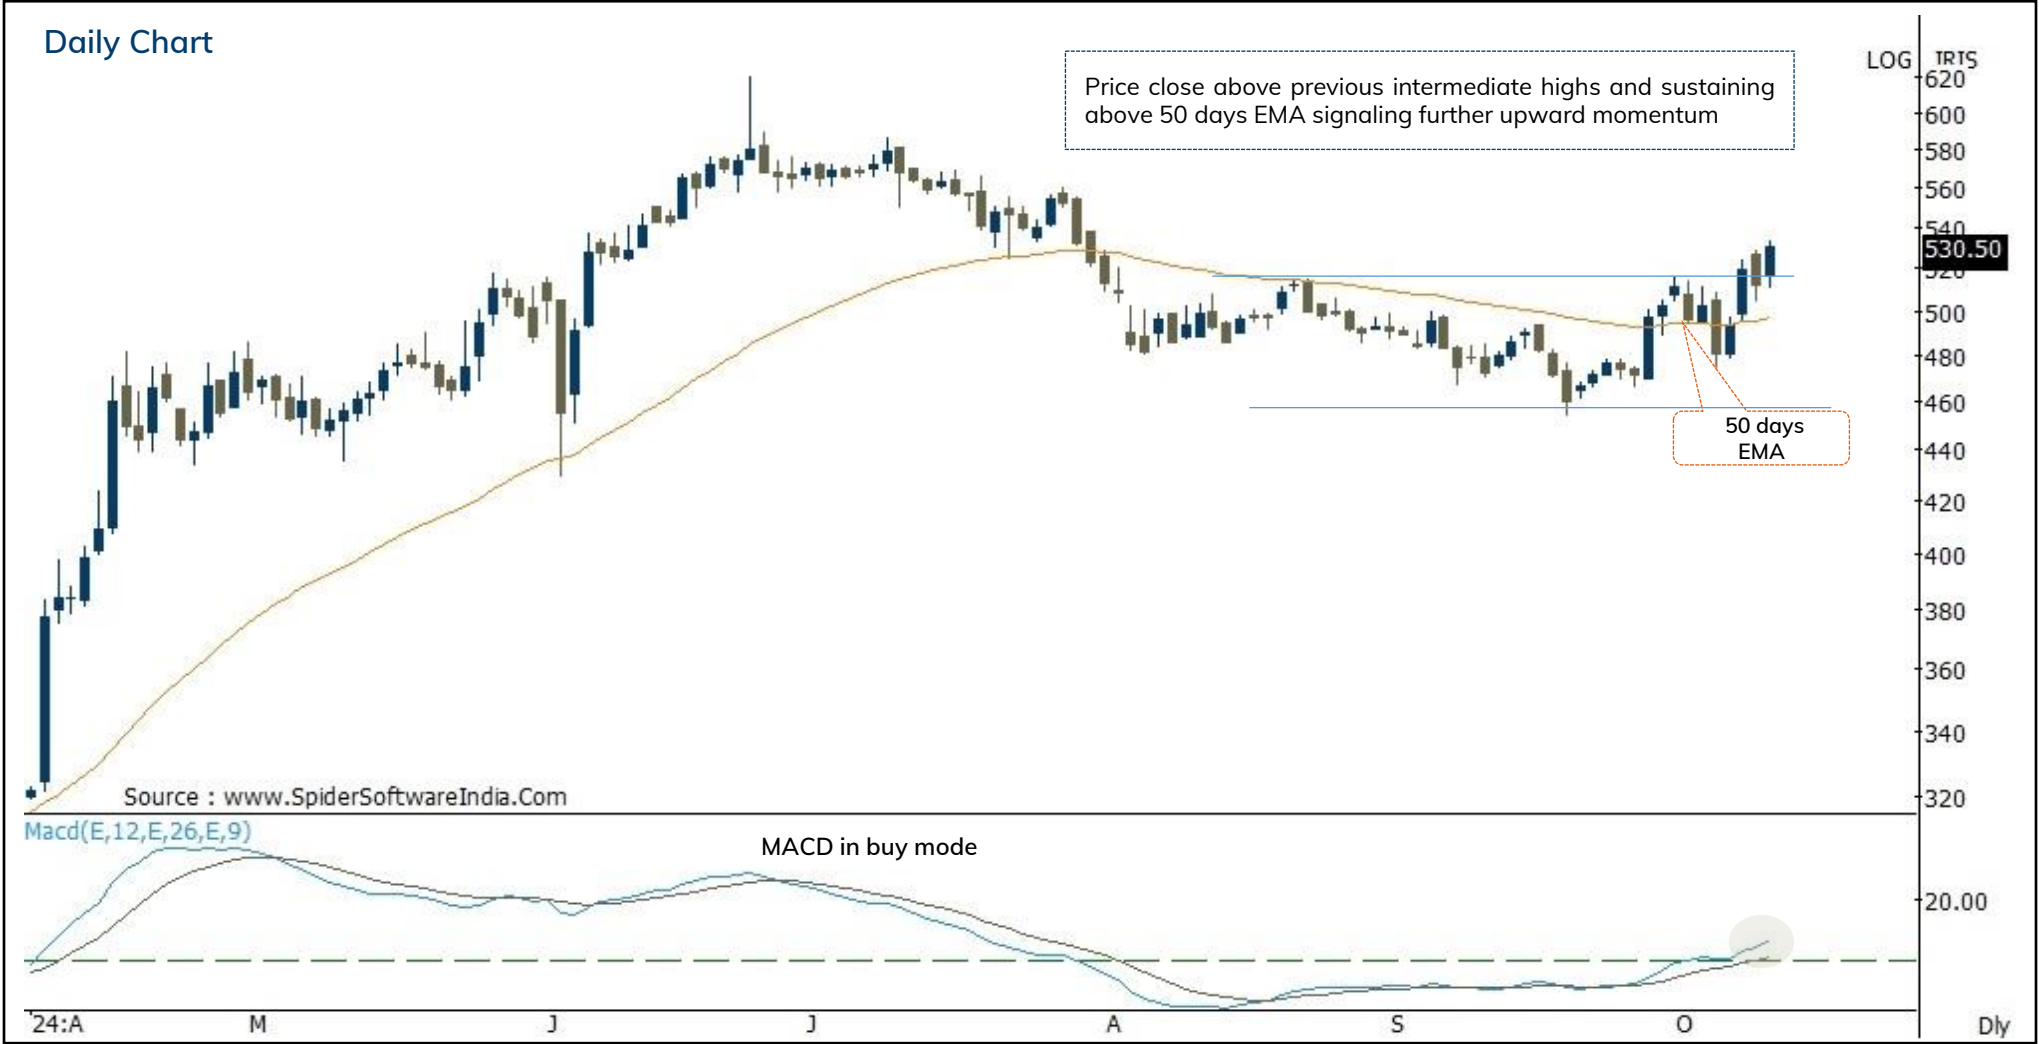 Daily Chart
LOG IRIS
Price close above previous intermediate highs and sustaining
above 50 days EMA signaling further upward momentum
620
600
580
560
540
530.50
520
500
480
460
50 days
EMA
440
420
400
380
360
340
320
Source : www.SpiderSoftwareIndia.Com
Macd(E,12,E,26,E,9)
MACD in buy mode
20.00
'24:A M J J A S O Dly